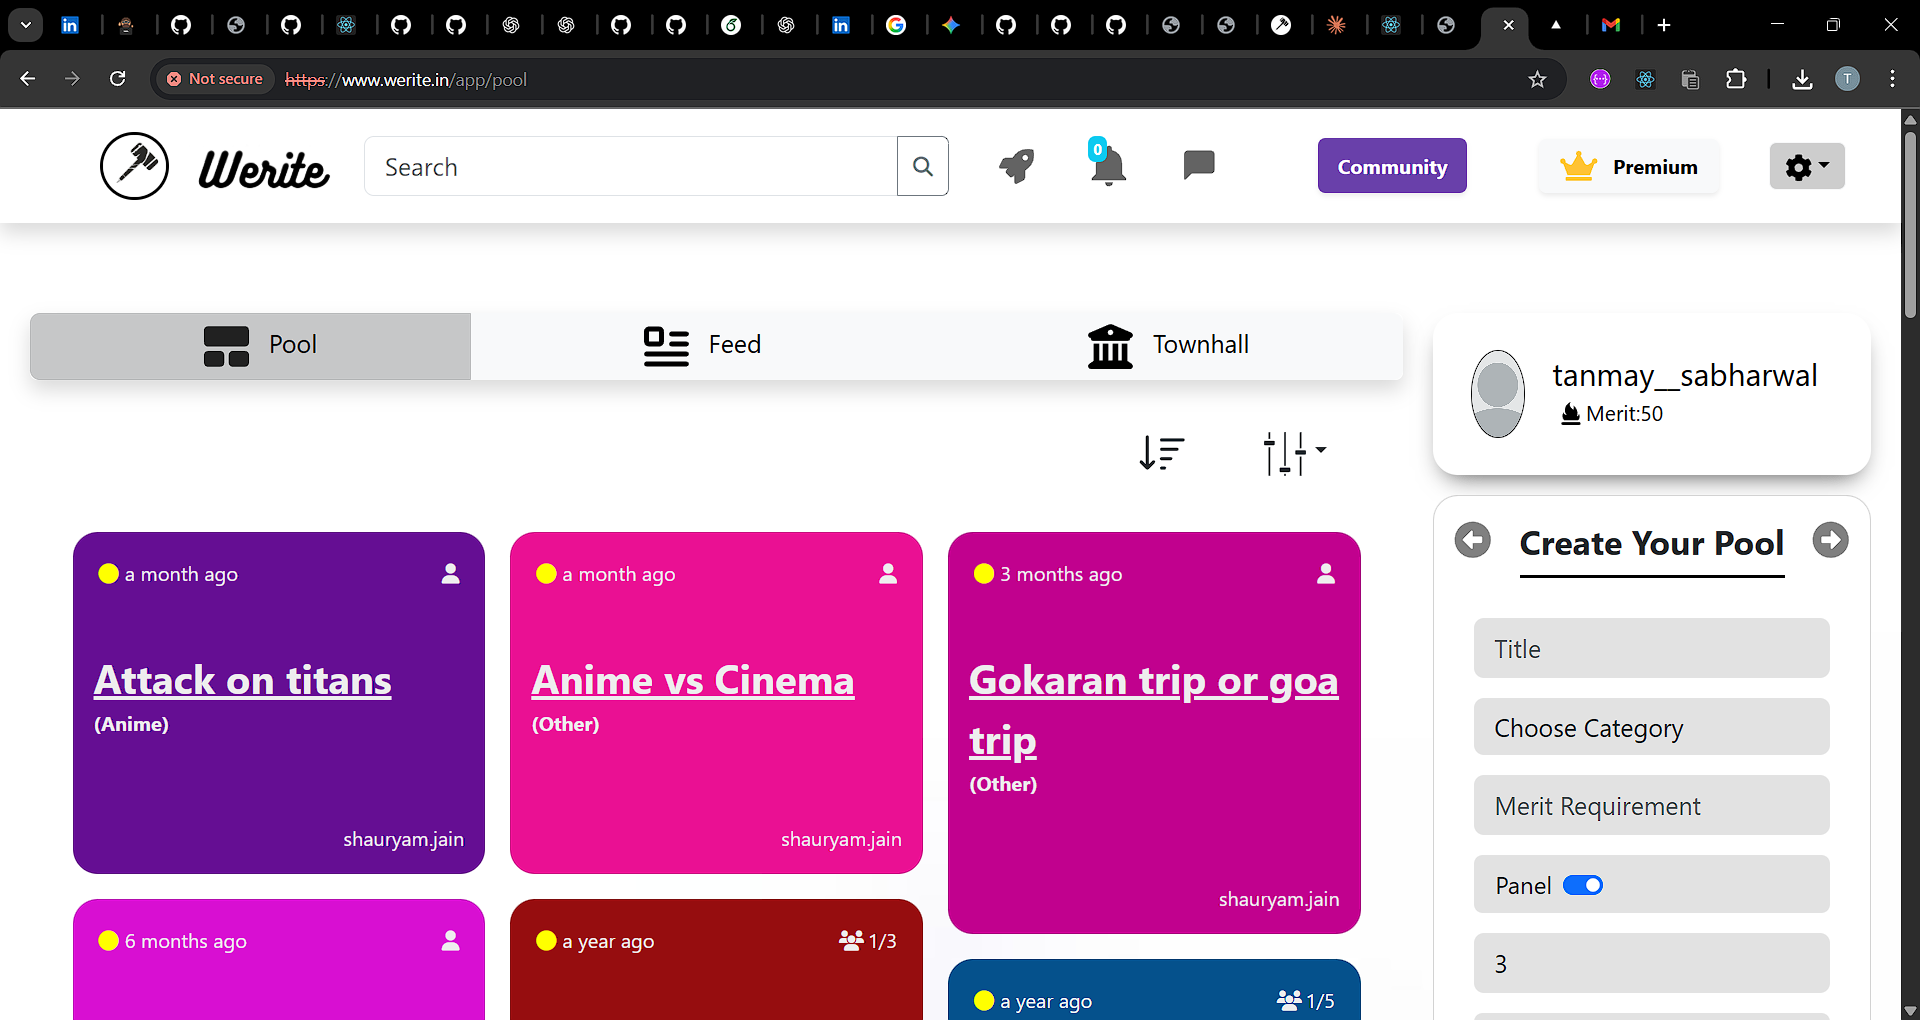 Not secure
https://www.werite.in/app/pool
T
Werite
Search
0
Community
Premium
Pool
Feed
Townhall
tanmay__sabharwal
Merit:50
a month ago
a month ago
3 months ago
Create Your Pool
Attack on titans
(Anime)
Anime vs Cinema
(Other)
Gokaran trip or goa
trip
(Other)
Title
Choose Category
Merit Requirement
shauryam.jain
shauryam.jain
shauryam.jain
Panel
3
6 months ago
a year ago
1/3
a year ago
1/5